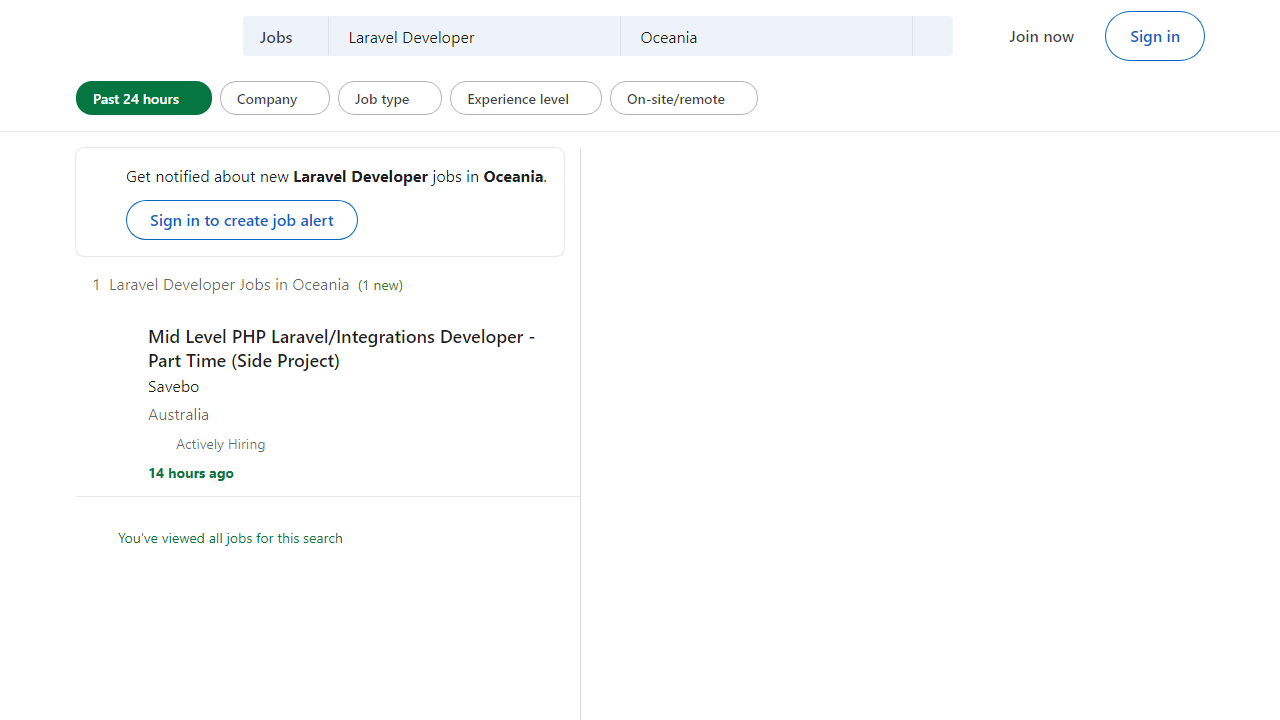 Jobs
Laravel Developer
Oceania
Join now
Sign in
Past 24 hours
Company
Job type
Experience level
On-site/remote
Get notified about new Laravel Developer jobs in Oceania.
Sign in to create job alert
1 Laravel Developer Jobs in Oceania (1 new)
Mid Level PHP Laravel/Integrations Developer -
Part Time (Side Project)
Savebo
Australia
Actively Hiring
14 hours ago
You've viewed all jobs for this search